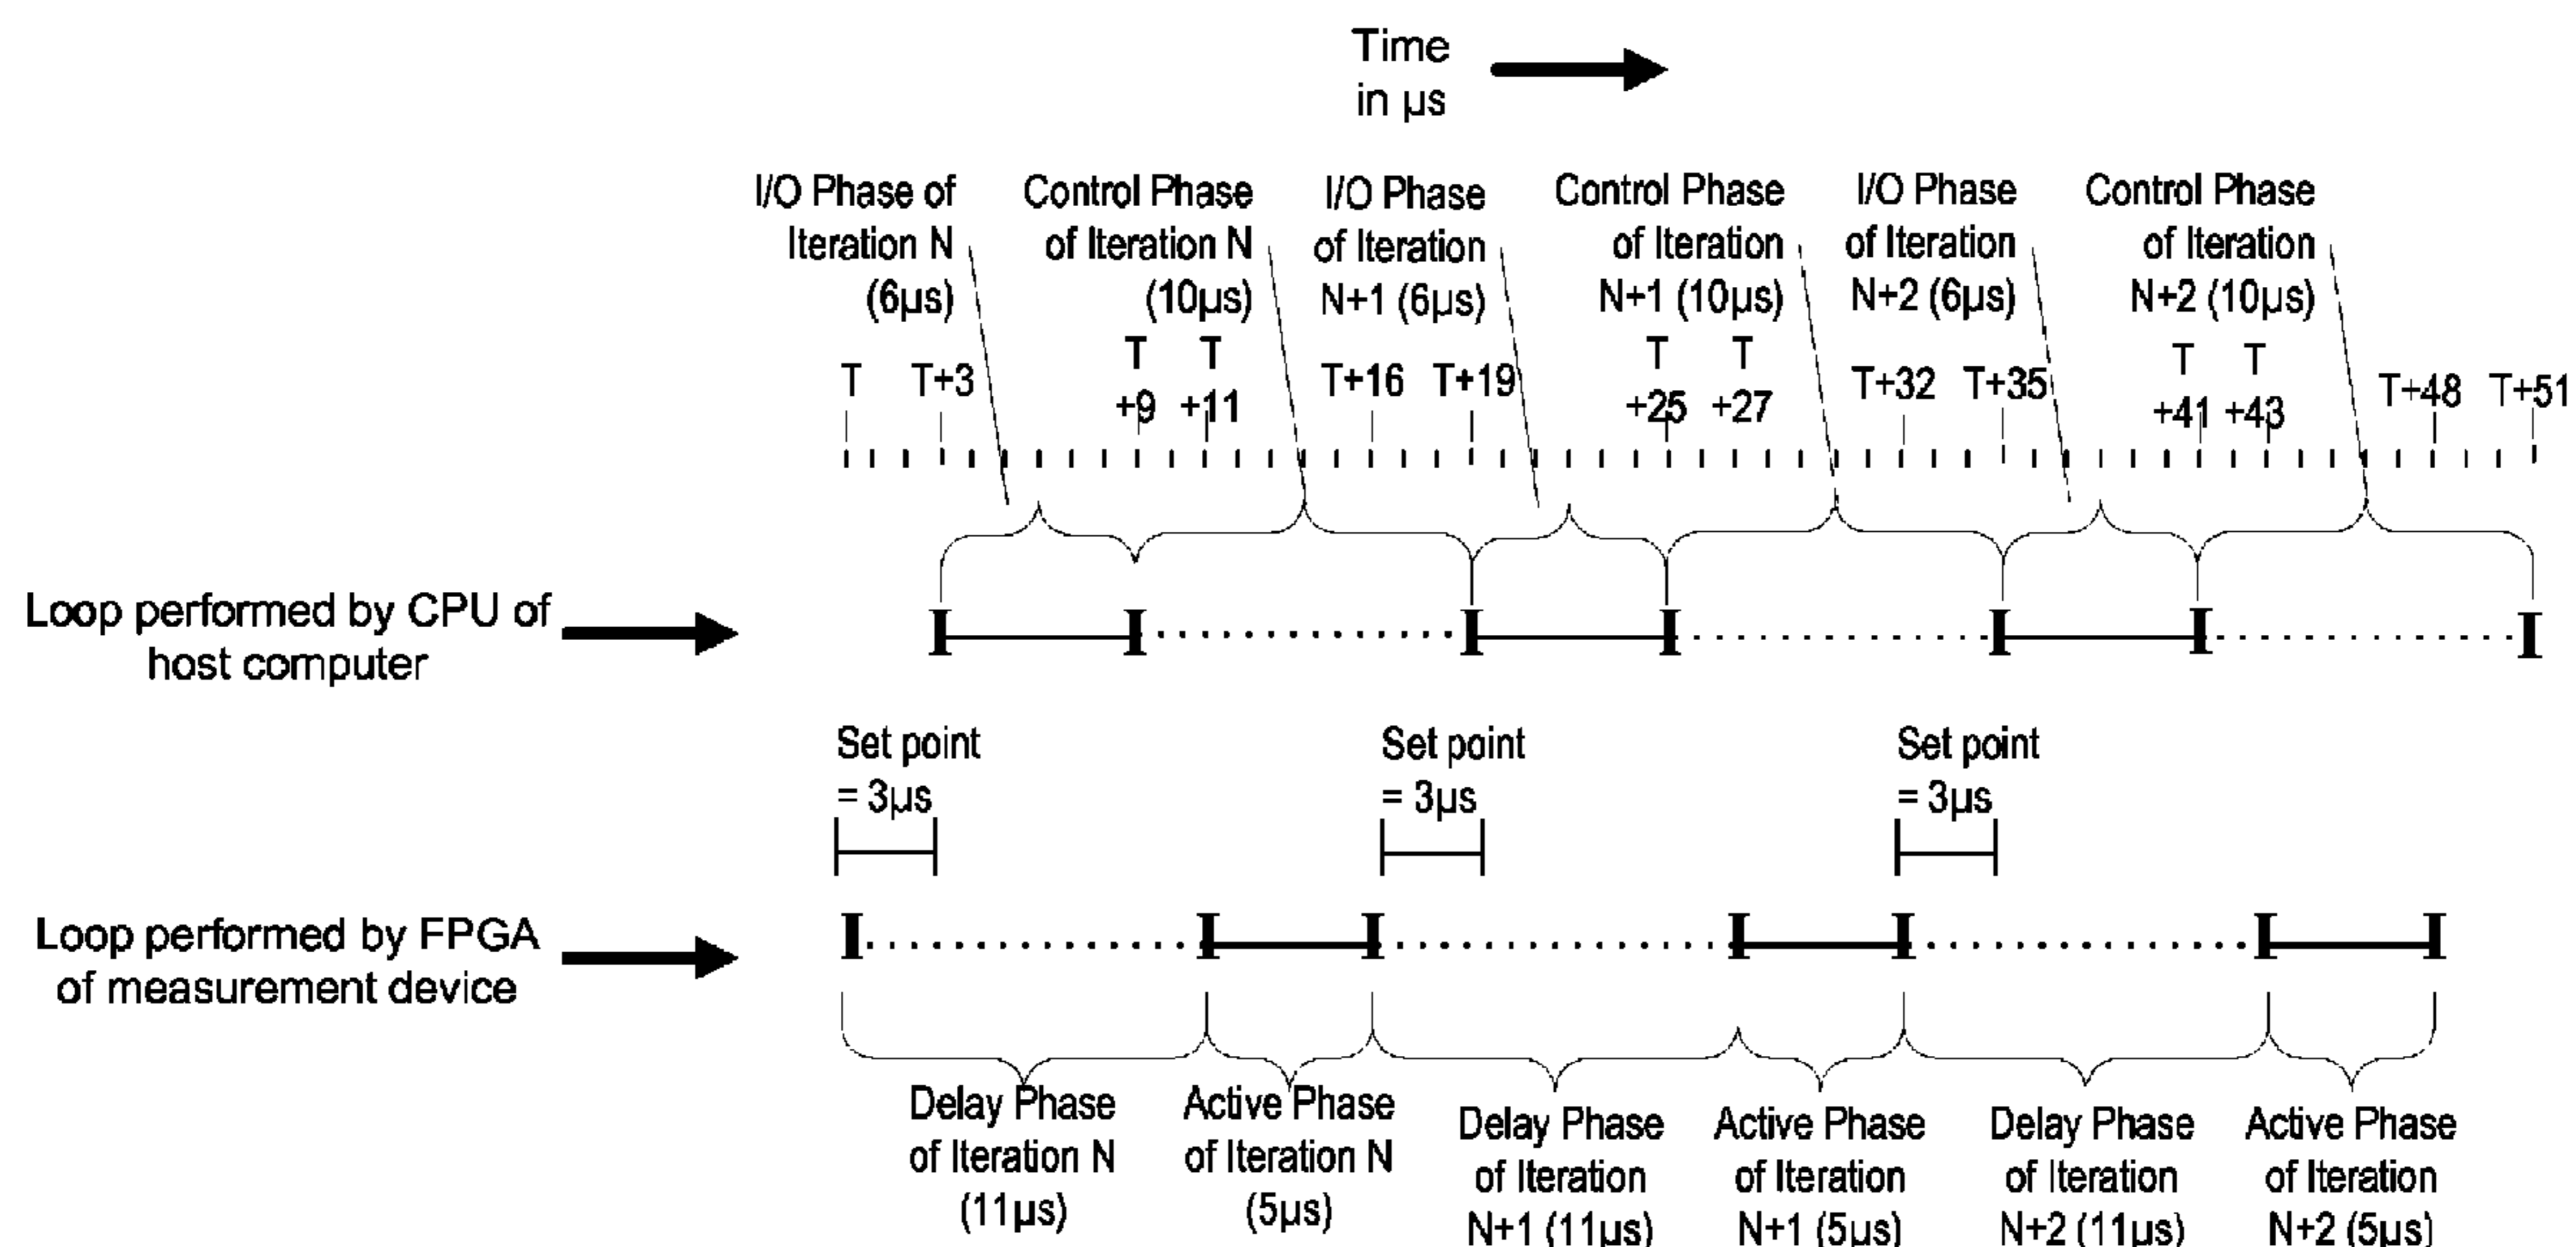 Time
in µs
I/O Phase of
Iteration N
(6µs)
Control Phase
of Iteration N
(10µs)
I/O Phase
of Iteration
N+1 (6µs)
Control Phase
of Iteration
N+1 (10µs)
I/O Phase
of Iteration
N+2 (6µs)
Control Phase
of Iteration
N+2 (10µs)
T
T+3
T
+9
T
+11
T+16
T+19
T
+25
T
+27
T+32
T+35
T
+41
T
+43
T+48
T+51
Loop performed by CPU of
host computer
Set point
= 3µs
Set point
= 3µs
Set point
= 3µs
Loop performed by FPGA
of measurement device
Delay Phase
of Iteration N
(11µs)
Active Phase
of Iteration N
(5µs)
Delay Phase
of Iteration
N+1 (11µs)
Active Phase
of Iteration
N+1 (5µs)
Delay Phase
of Iteration
N+2 (11µs)
Active Phase
of Iteration
N+2 (5µs)